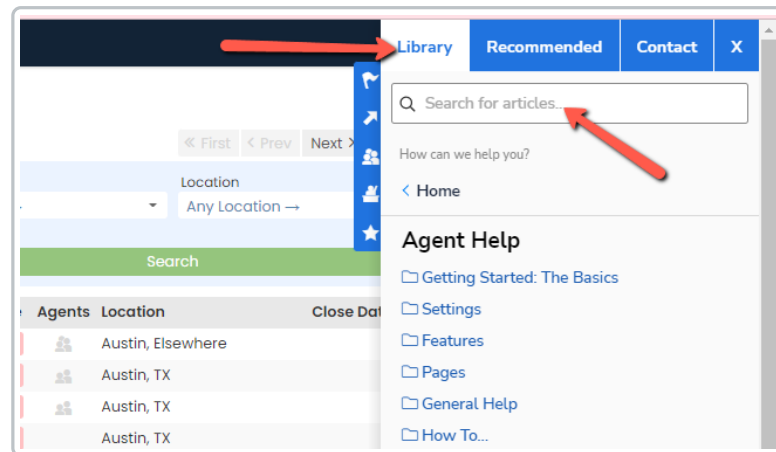 Library Recommended Contact X
Search for articles...
How can we help you?
< Home
Agent Help
Getting Started: The Basics
Settings
Features
Pages
General Help
How To...
« First < Prev Next >
Location
Any Location →
Search
Agents Location Close Dat
Austin, Elsewhere
Austin, TX
Austin, TX
Austin, TX